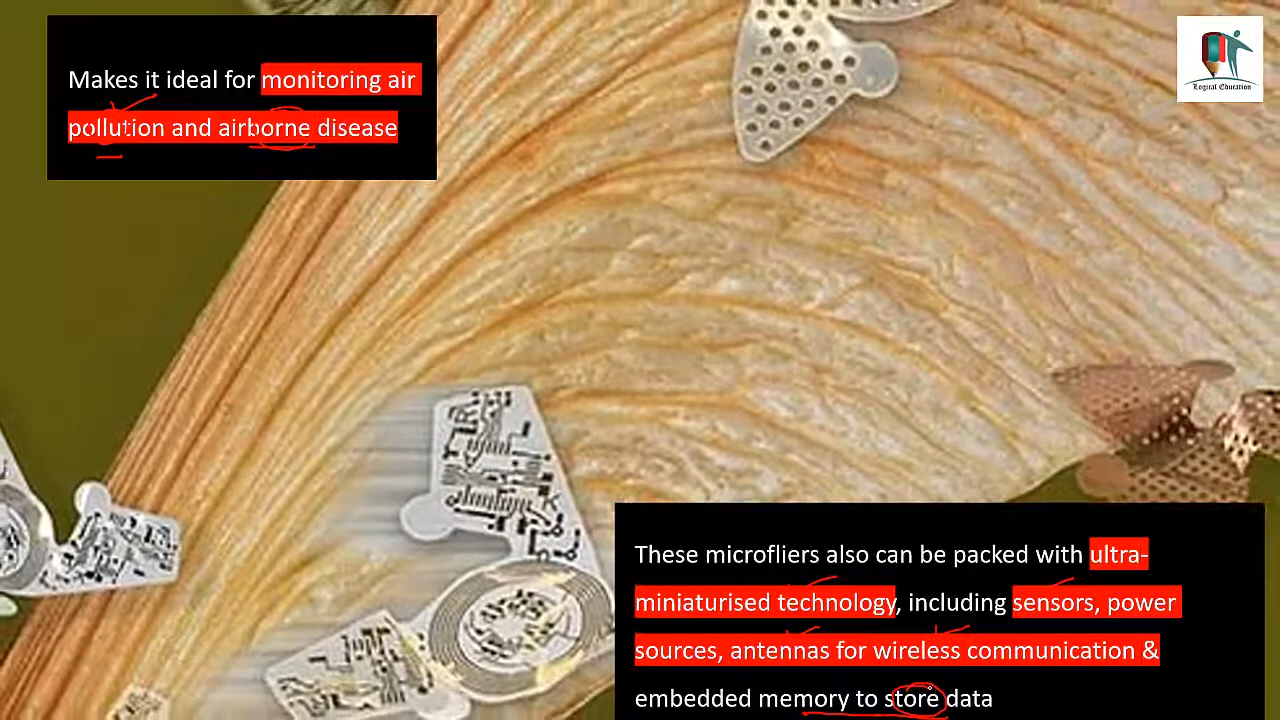 Makes it ideal for monitoring air
pollution and airborne disease
Logical Education
These microfliers also can be packed with ultra-
miniaturised technology, including sensors, power
sources, antennas for wireless communication &
embedded memory to store data